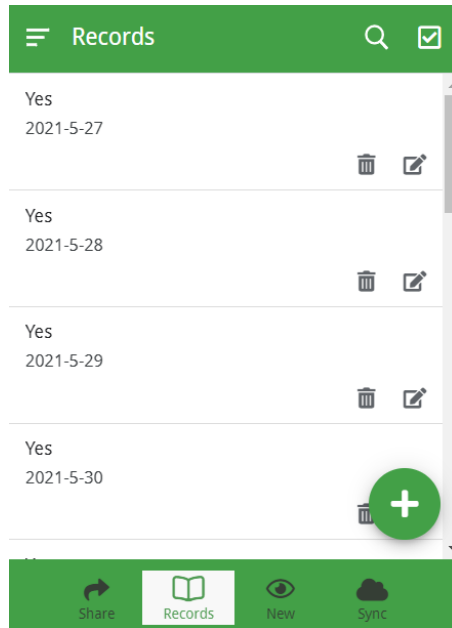 Records
Yes
2021-5-27
Yes
2021-5-28
Yes
2021-5-29
Yes
2021-5-30
Share
Records
New
Sync